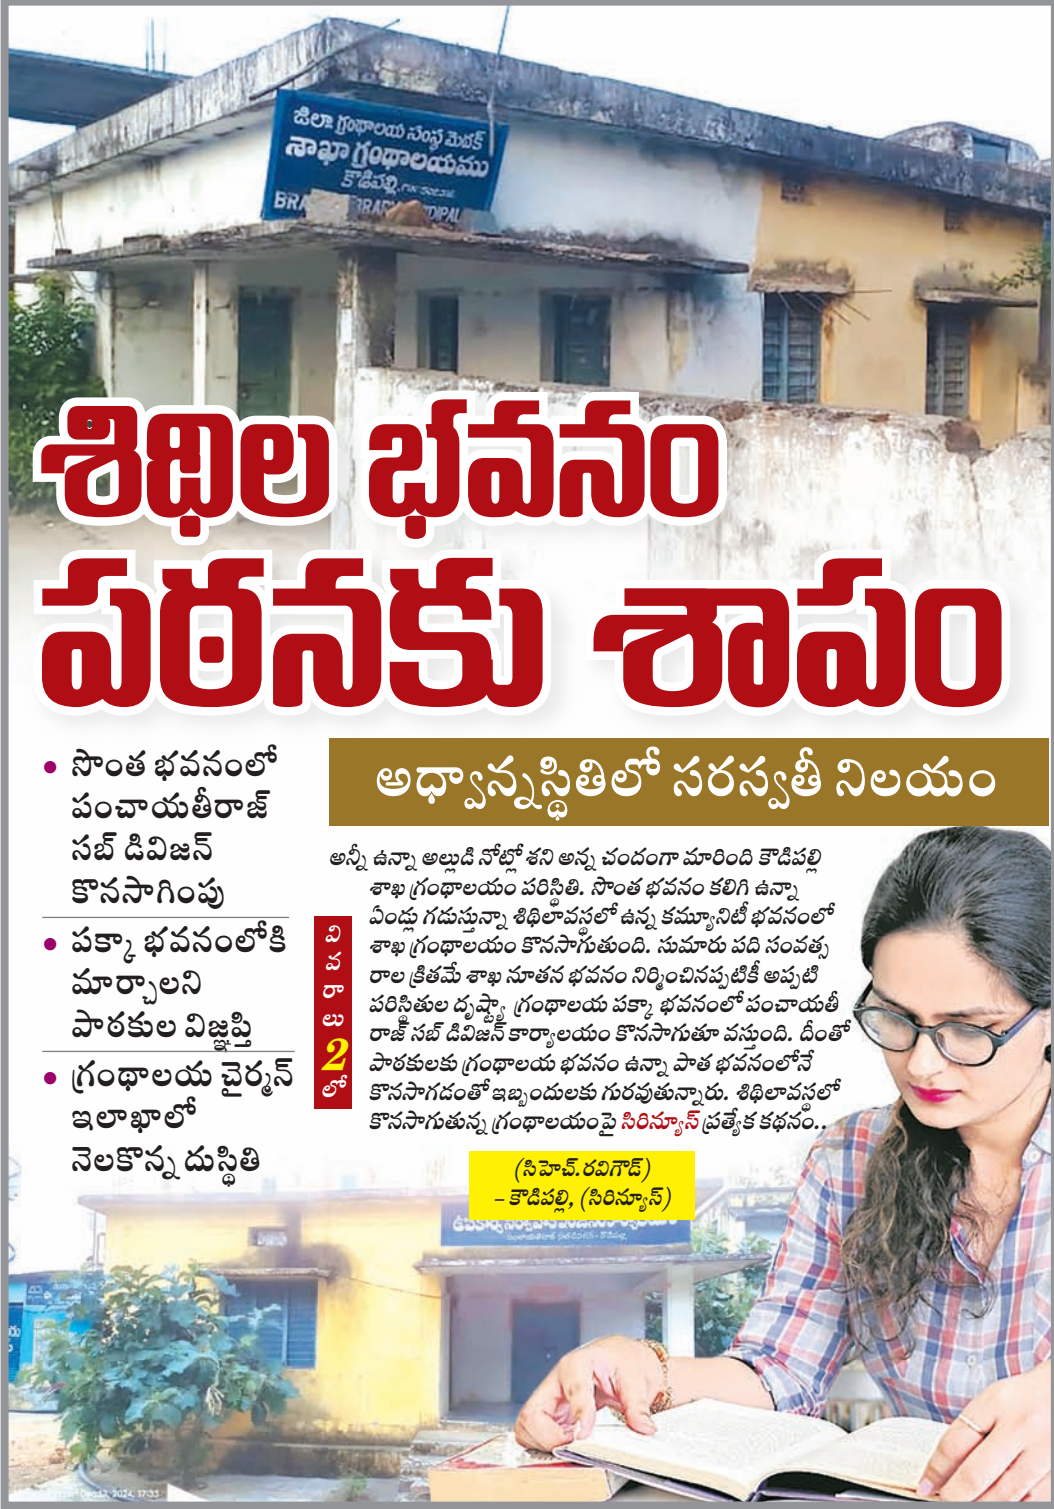 జిల్లా గ్రంథాలయ సంస్థ మెదక్
శాఖా గ్రంథాలయము
కౌడిపల్లి
శిథిల భవనం
పఠనకు శాపం
• సొంత భవనంలో
పంచాయతీరాజ్
సబ్ డివిజన్
కొనసాగింపు
• పక్కా భవనంలోకి
మార్చాలని
పాఠకుల విజ్ఞప్తి
• గ్రంథాలయ చైర్మన్
ఇలాఖాలో
నెలకొన్న దుస్థితి
అధ్వాన్నస్థితిలో సరస్వతీ నిలయం
అన్నీ ఉన్నా అల్లుడి నోట్లో శని అన్న చందంగా మారింది కౌడిపల్లి
శాఖ గ్రంథాలయం పరిస్థితి. సొంత భవనం కలిగి ఉన్నా
ఏండ్లు గడుస్తున్నా శిథిలావస్థలో ఉన్న కమ్యూనిటీ భవనంలో
శాఖ గ్రంథాలయం కొనసాగుతుంది. సుమారు పది సంవత్స
రాల క్రితమే శాఖ నూతన భవనం నిర్మించినప్పటికీ అప్పటి
పరిస్థితుల దృష్ట్యా గ్రంథాలయ పక్కా భవనంలో పంచాయతీ
రాజ్ సబ్ డివిజన్ కార్యాలయం కొనసాగుతూ వస్తుంది. దీంతో
పాఠకులకు గ్రంథాలయ భవనం ఉన్నా పాత భవనంలోనే
కొనసాగడంతో ఇబ్బందులకు గురవుతున్నారు. శిథిలావస్థలో
కొనసాగుతున్న గ్రంథాలయంపై సిరిన్యూస్ ప్రత్యేక కథనం..
వి
వ
రా
లు
2
లో
(సిహెచ్.రవిగౌడ్)
– కౌడిపల్లి, (సిరిన్యూస్)